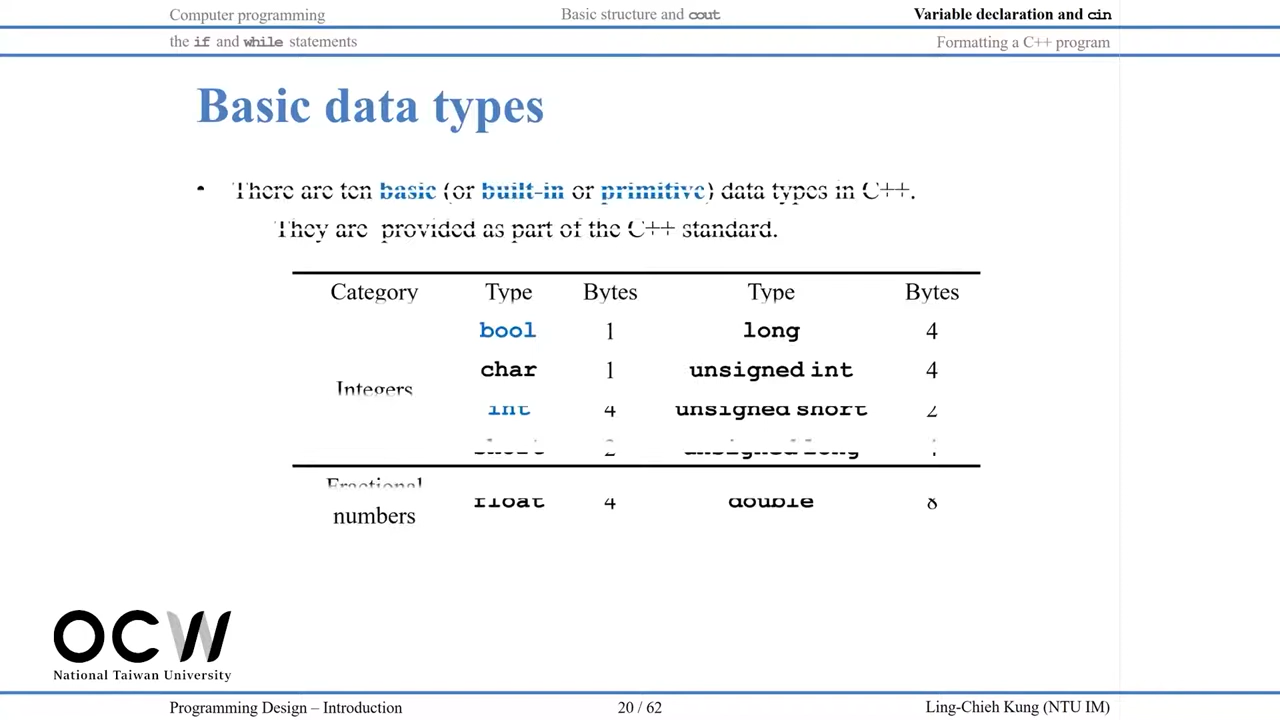 Computer programming Basic structure and cout Variable declaration and cin
the if and while statements Formatting a C++ program
Basic data types
• There are ten basic (or built-in or primitive) data types in C++.
They are provided as part of the C++ standard.
Category Type Bytes Type Bytes
bool 1 long 4
char 1 unsigned int 4
Integers
int 4 unsigned short 2
short 2 unsigned long
Fractional
float 4 double 8
numbers
OCW
National Taiwan University
Programming Design – Introduction 20 / 62 Ling-Chieh Kung (NTU IM)